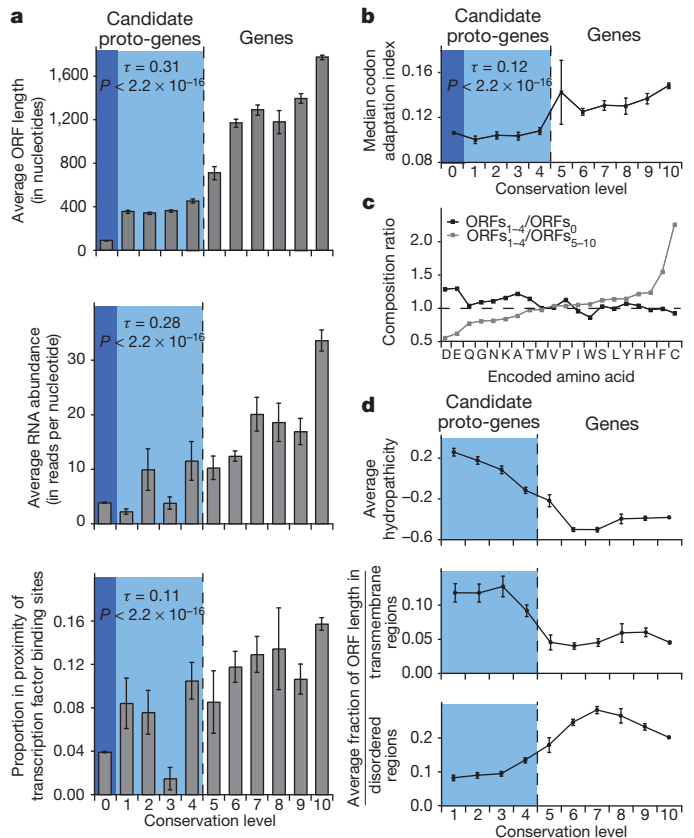 a
Candidate
proto-genes
Genes
τ = 0.31
P < 2.2 × 10⁻¹⁶
Average ORF length
(in nucleotides)
1,600
1,200
800
400
0
τ = 0.28
P < 2.2 × 10⁻¹⁶
Average RNA abundance
(in reads per nucleotide)
30
20
10
0
τ = 0.11
P < 2.2 × 10⁻¹⁶
Proportion in proximity of
transcription factor binding sites
0.16
0.12
0.08
0.04
0.00
0 1 2 3 4 5 6 7 8 9 10
Conservation level
b
Candidate
proto-genes
Genes
τ = 0.12
P < 2.2 × 10⁻¹⁶
Median codon
adaptation index
0.20
0.16
0.12
0.08
0 1 2 3 4 5 6 7 8 9 10
Conservation level
c
ORFs₁₋₄/ORFs₀
ORFs₁₋₄/ORFs₅₋₁₀
Composition ratio
2.0
1.0
0
D E Q G N K A T M V P I W S L Y R H F C
Encoded amino acid
d
Candidate
proto-genes
Genes
Average
hydropathicity
0.2
−0.2
−0.6
Average fraction of ORF length in
transmembrane
regions
0.10
0.05
0.00
disordered
regions
0.2
0.1
0.0
1 2 3 4 5 6 7 8 9 10
Conservation level